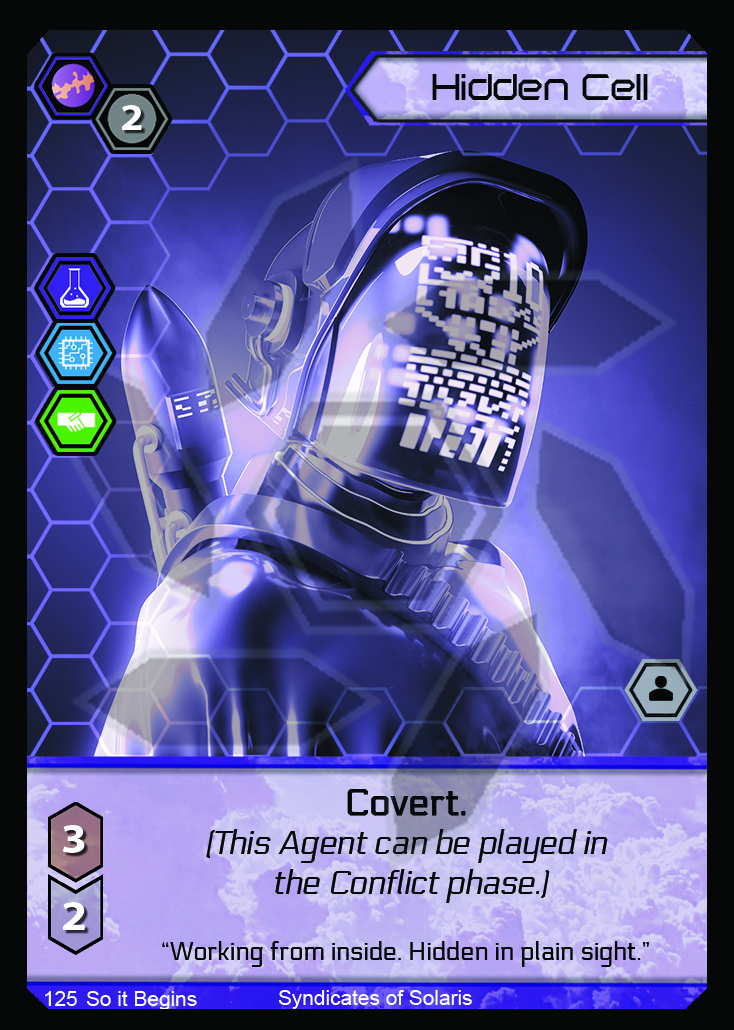 Hidden Cell
2
Covert.
(This Agent can be played in
the Conflict phase.)
3
2
“Working from inside. Hidden in plain sight.”
125 So it Begins
Syndicates of Solaris